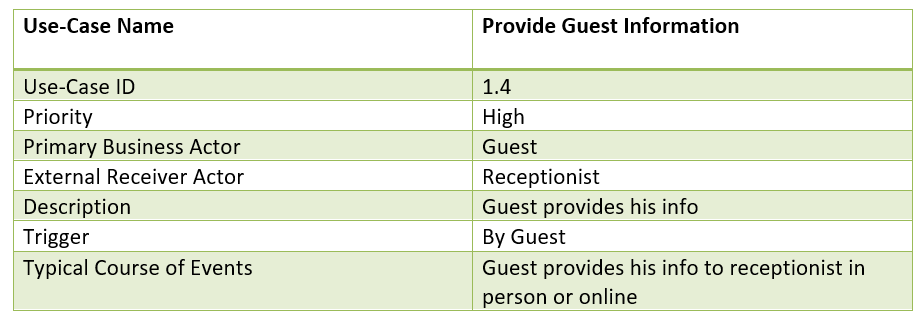 Use-Case Name Provide Guest Information
Use-Case ID 1.4
Priority High
Primary Business Actor Guest
External Receiver Actor Receptionist
Description Guest provides his info
Trigger By Guest
Typical Course of Events Guest provides his info to receptionist in
person or online